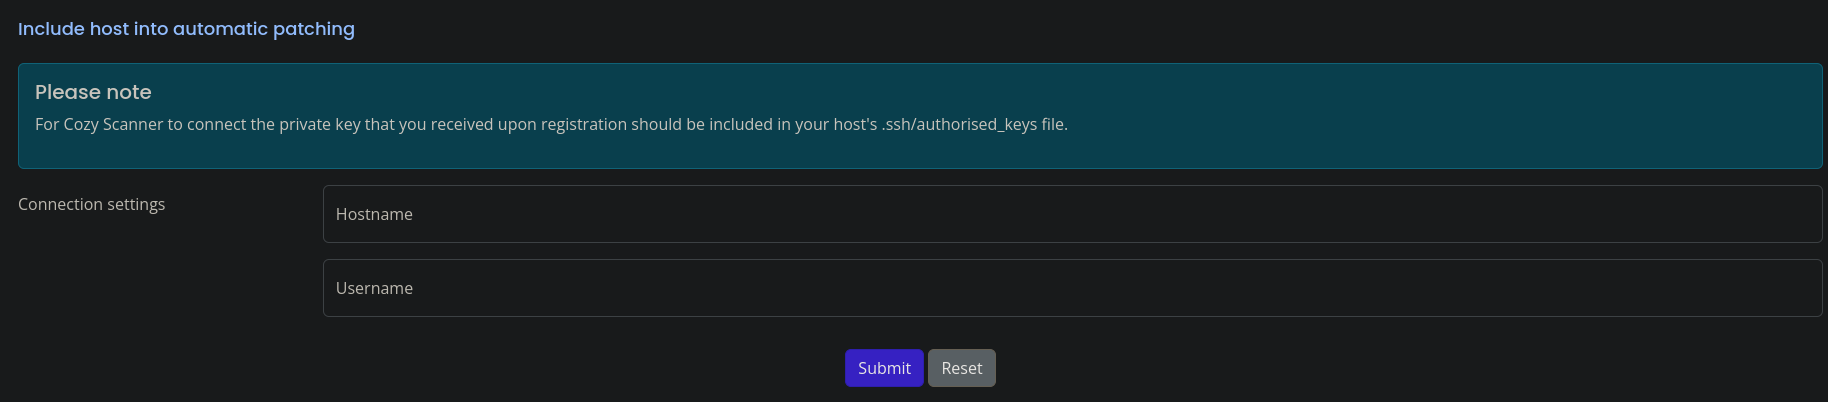 Include host into automatic patching
Please note
For Cozy Scanner to connect the private key that you received upon registration should be included in your host's .ssh/authorised_keys file.
Connection settings
Hostname
Username
Submit Reset